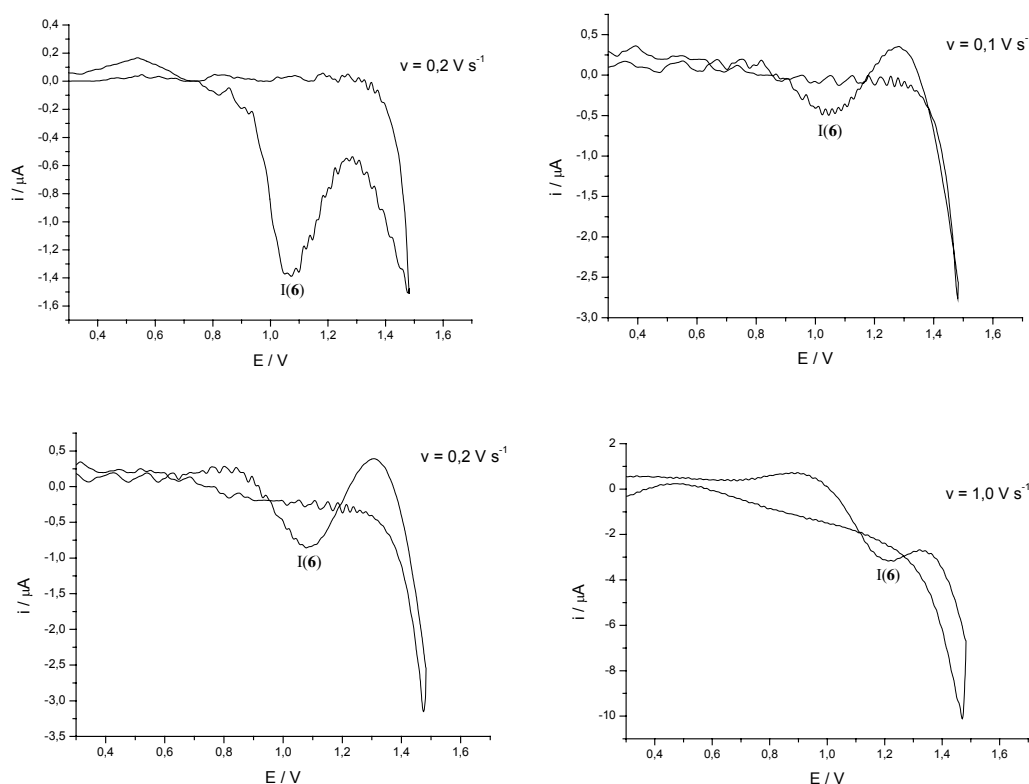 0,4
0,2
0,0
-0,2
-0,4
-0,6
-0,8
-1,0
-1,2
-1,4
-1,6
i / μA
v = 0,2 V s⁻¹
I(6)
0,4 0,6 0,8 1,0 1,2 1,4 1,6
E / V
0,5
0,0
-0,5
-1,0
-1,5
-2,0
-2,5
-3,0
i / μA
v = 0,1 V s⁻¹
I(6)
0,4 0,6 0,8 1,0 1,2 1,4 1,6
E / V
0,5
0,0
-0,5
-1,0
-1,5
-2,0
-2,5
-3,0
-3,5
i / μA
v = 0,2 V s⁻¹
I(6)
0,4 0,6 0,8 1,0 1,2 1,4 1,6
E / V
2
0
-2
-4
-6
-8
-10
i / μA
v = 1,0 V s⁻¹
I(6)
0,4 0,6 0,8 1,0 1,2 1,4 1,6
E / V